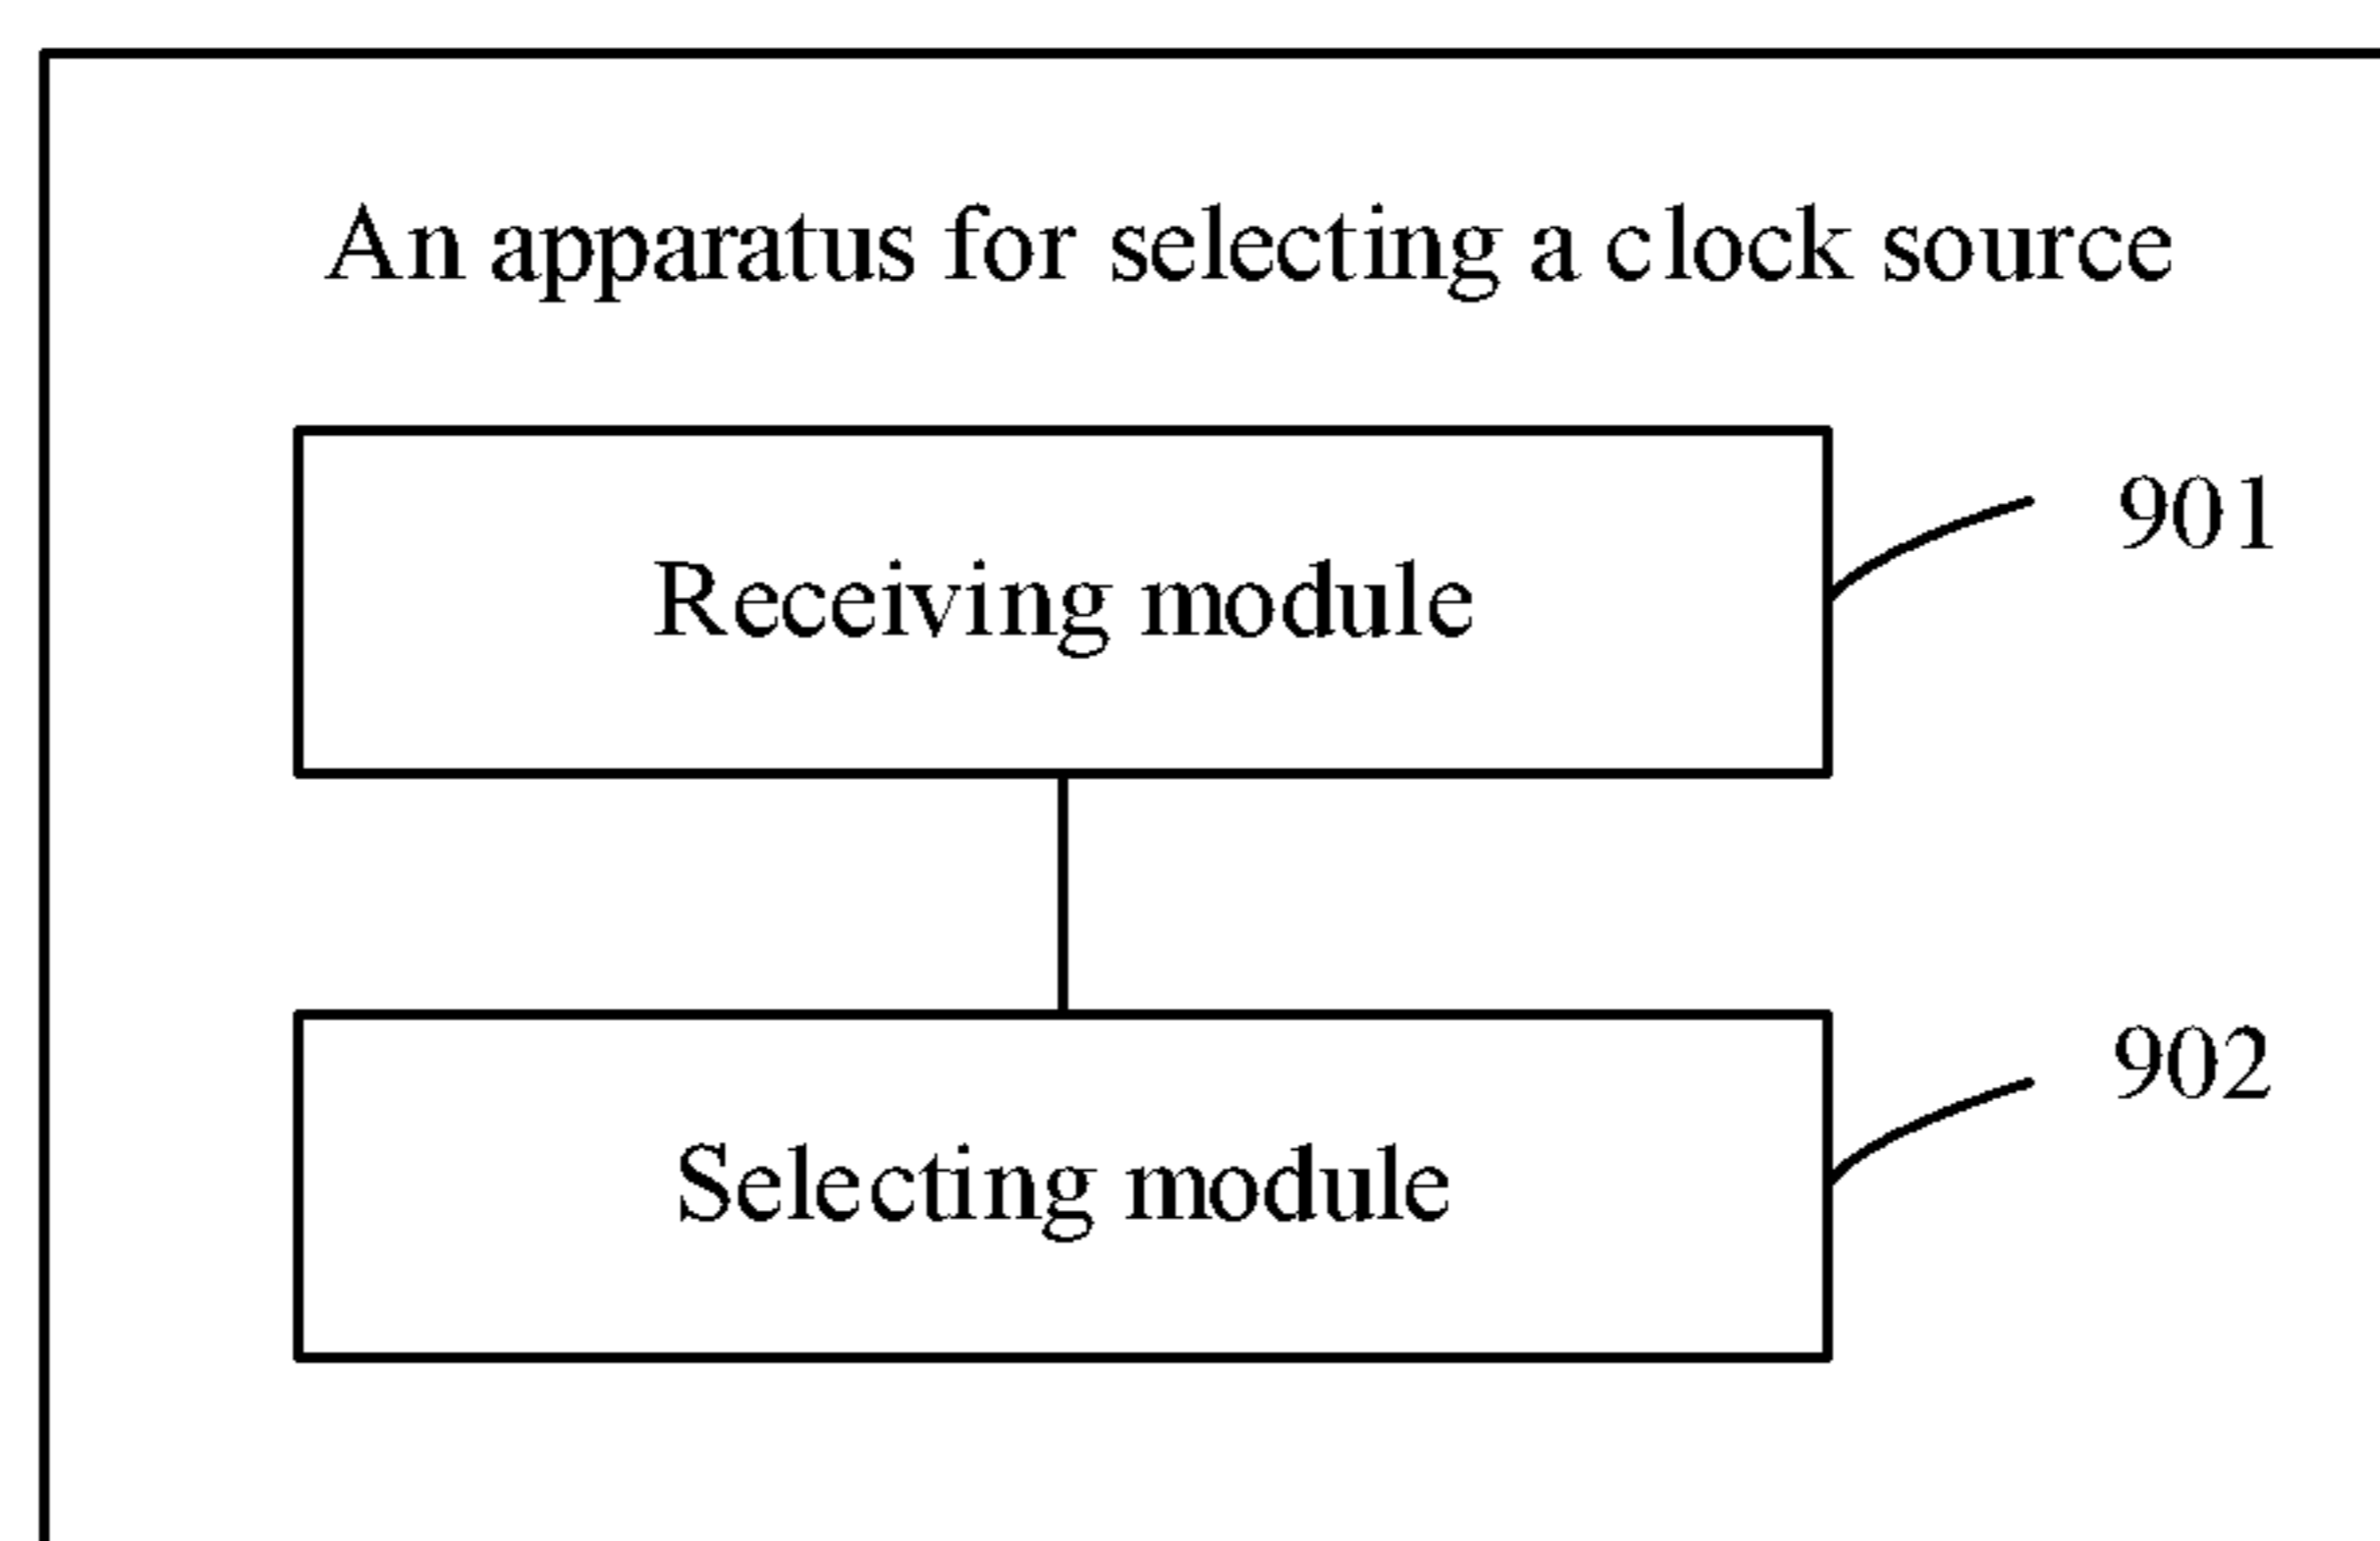 An apparatus for selecting a clock source
Receiving module
901
Selecting module
902